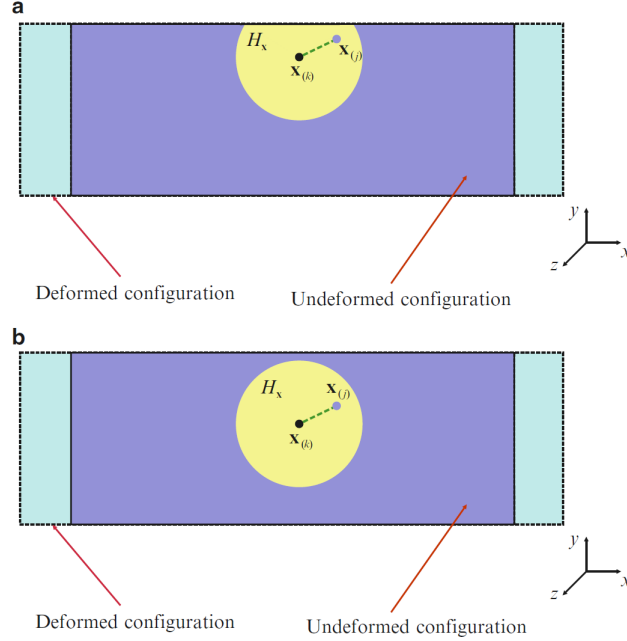 a
Hx
x(j)
x(k)
y
x
z
Deformed configuration
Undeformed configuration
b
Hx
x(j)
x(k)
y
x
z
Deformed configuration
Undeformed configuration